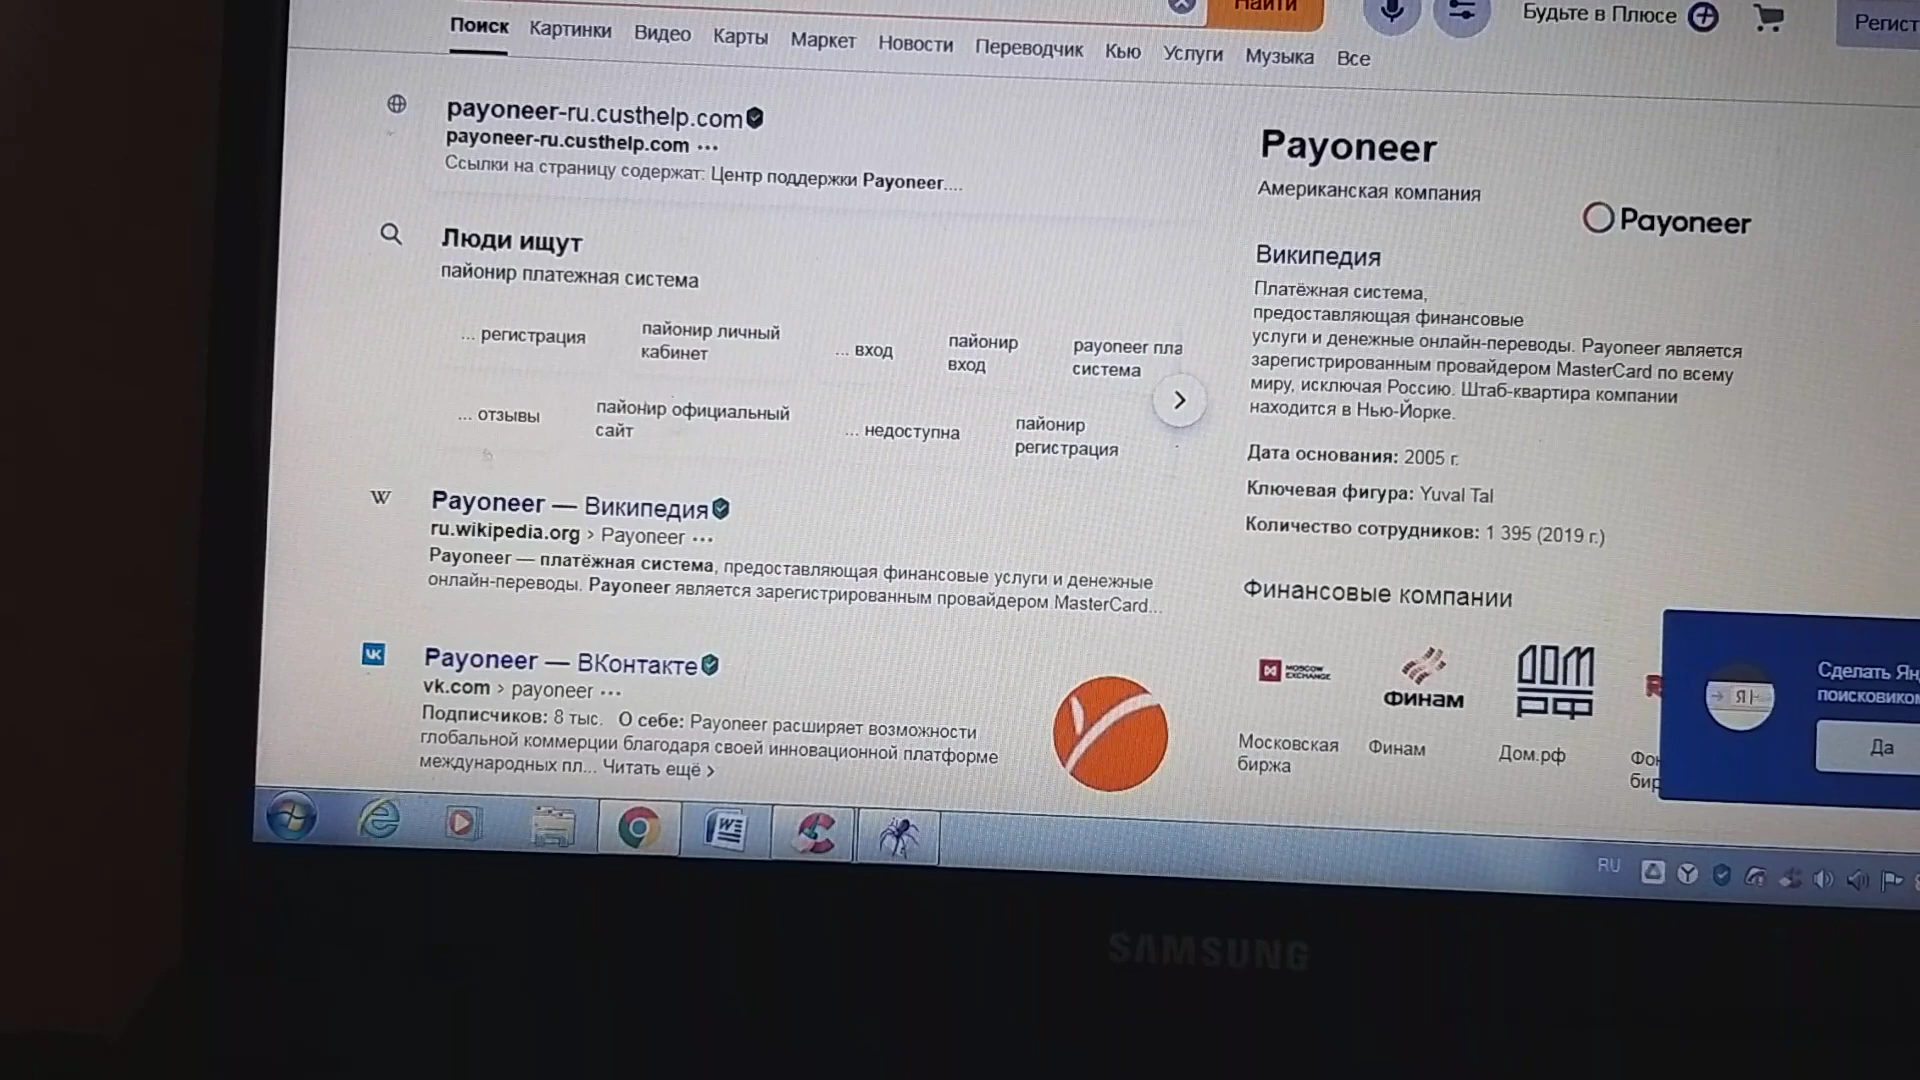 Найти
Будьте в Плюсе
Регист
Поиск Картинки Видео Карты Маркет Новости Переводчик Кью Услуги Музыка Все
payoneer-ru.custhelp.com
payoneer-ru.custhelp.com ...
Ссылки на страницу содержат: Центр поддержки Payoneer....
Люди ищут
пайонир платежная система
... регистрация
пайонир личный
кабинет
... вход
пайонир
вход
payoneer пла
система
... отзывы
пайонир официальный
сайт
... недоступна
пайонир
регистрация
W
Payoneer — Википедия
ru.wikipedia.org › Payoneer ...
Payoneer — платёжная система, предоставляющая финансовые услуги и денежные
онлайн-переводы. Payoneer является зарегистрированным провайдером MasterCard...
Payoneer — ВКонтакте
vk.com › payoneer ...
Подписчиков: 8 тыс. О себе: Payoneer расширяет возможности
глобальной коммерции благодаря своей инновационной платформе
международных пл... Читать ещё ›
Payoneer
Американская компания
Payoneer
Википедия
Платёжная система,
предоставляющая финансовые
услуги и денежные онлайн-переводы. Payoneer является
зарегистрированным провайдером MasterCard по всему
миру, исключая Россию. Штаб-квартира компании
находится в Нью-Йорке.
Дата основания: 2005 г.
Ключевая фигура: Yuval Tal
Количество сотрудников: 1 395 (2019 г.)
Финансовые компании
MOSCOW
EXCHANGE
ФИНАМ
ДОМ
РФ
Московская
биржа
Финам
Дом.рф
Фон
бир
Сделать Ян
поисковиком
Да
RU
SAMSUNG